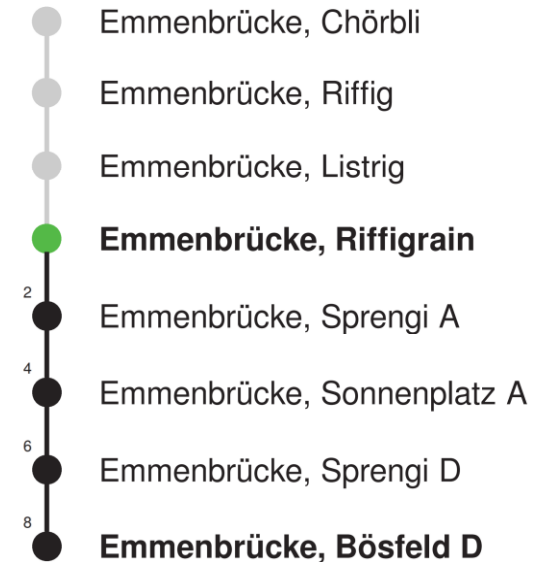 Emmenbrücke, Chörbli
Emmenbrücke, Riffig
Emmenbrücke, Listrig
Emmenbrücke, Riffigrain
2
Emmenbrücke, Sprengi A
4
Emmenbrücke, Sonnenplatz A
6
Emmenbrücke, Sprengi D
8
Emmenbrücke, Bösfeld D